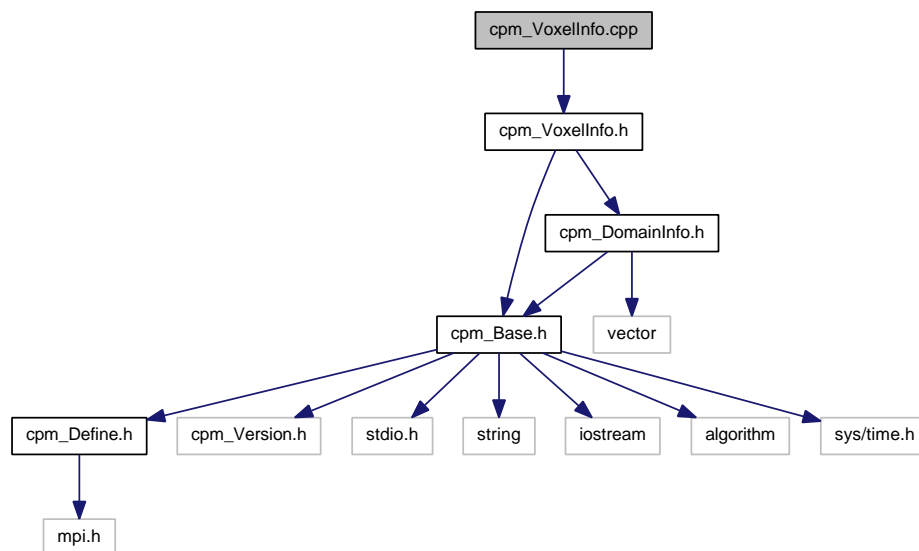 cpm_VoxelInfo.cpp
cpm_VoxelInfo.h
cpm_DomainInfo.h
cpm_Base.h
vector
cpm_Define.h
cpm_Version.h
stdio.h
string
iostream
algorithm
sys/time.h
mpi.h